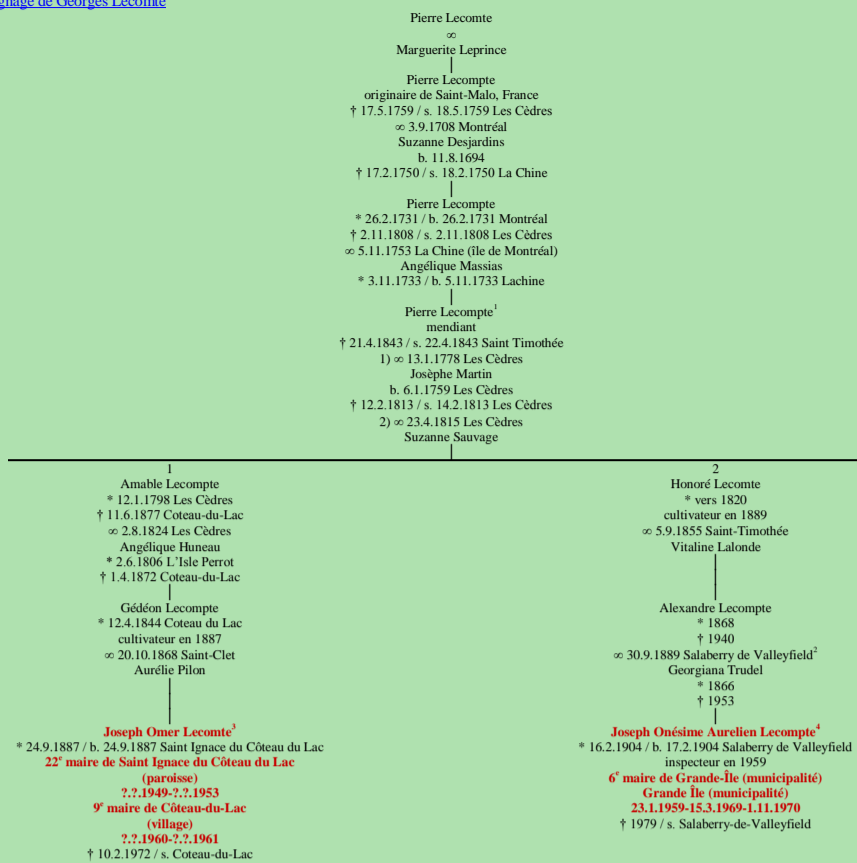 gnage de Georges Lecomte
Pierre Lecomte
∞
Marguerite Leprince
Pierre Lecompte
originaire de Saint-Malo, France
† 17.5.1759 / s. 18.5.1759 Les Cèdres
∞ 3.9.1708 Montréal
Suzanne Desjardins
b. 11.8.1694
† 17.2.1750 / s. 18.2.1750 La Chine
Pierre Lecompte
* 26.2.1731 / b. 26.2.1731 Montréal
† 2.11.1808 / s. 2.11.1808 Les Cèdres
∞ 5.11.1753 La Chine (île de Montréal)
Angélique Massias
* 3.11.1733 / b. 5.11.1733 Lachine
Pierre Lecompte1
mendiant
† 21.4.1843 / s. 22.4.1843 Saint Timothée
1) ∞ 13.1.1778 Les Cèdres
Josèphe Martin
b. 6.1.1759 Les Cèdres
† 12.2.1813 / s. 14.2.1813 Les Cèdres
2) ∞ 23.4.1815 Les Cèdres
Suzanne Sauvage
1
Amable Lecompte
* 12.1.1798 Les Cèdres
† 11.6.1877 Coteau-du-Lac
∞ 2.8.1824 Les Cèdres
Angélique Huneau
* 2.6.1806 L'Isle Perrot
† 1.4.1872 Coteau-du-Lac
Gédéon Lecompte
* 12.4.1844 Coteau du Lac
cultivateur en 1887
∞ 20.10.1868 Saint-Clet
Aurélie Pilon
Joseph Omer Lecomte3
* 24.9.1887 / b. 24.9.1887 Saint Ignace du Côteau du Lac
22e maire de Saint Ignace du Côteau du Lac
(paroisse)
?.?.1949-?.?.1953
9e maire de Côteau-du-Lac
(village)
?.?.1960-?.?.1961
† 10.2.1972 / s. Coteau-du-Lac
2
Honoré Lecomte
* vers 1820
cultivateur en 1889
∞ 5.9.1855 Saint-Timothée
Vitaline Lalonde
Alexandre Lecompte
* 1868
† 1940
∞ 30.9.1889 Salaberry de Valleyfield2
Georgiana Trudel
* 1866
† 1953
Joseph Onésime Aurelien Lecompte4
* 16.2.1904 / b. 17.2.1904 Salaberry de Valleyfield
inspecteur en 1959
6e maire de Grande-Île (municipalité)
Grande Île (municipalité)
23.1.1959-15.3.1969-1.11.1970
† 1979 / s. Salaberry-de-Valleyfield